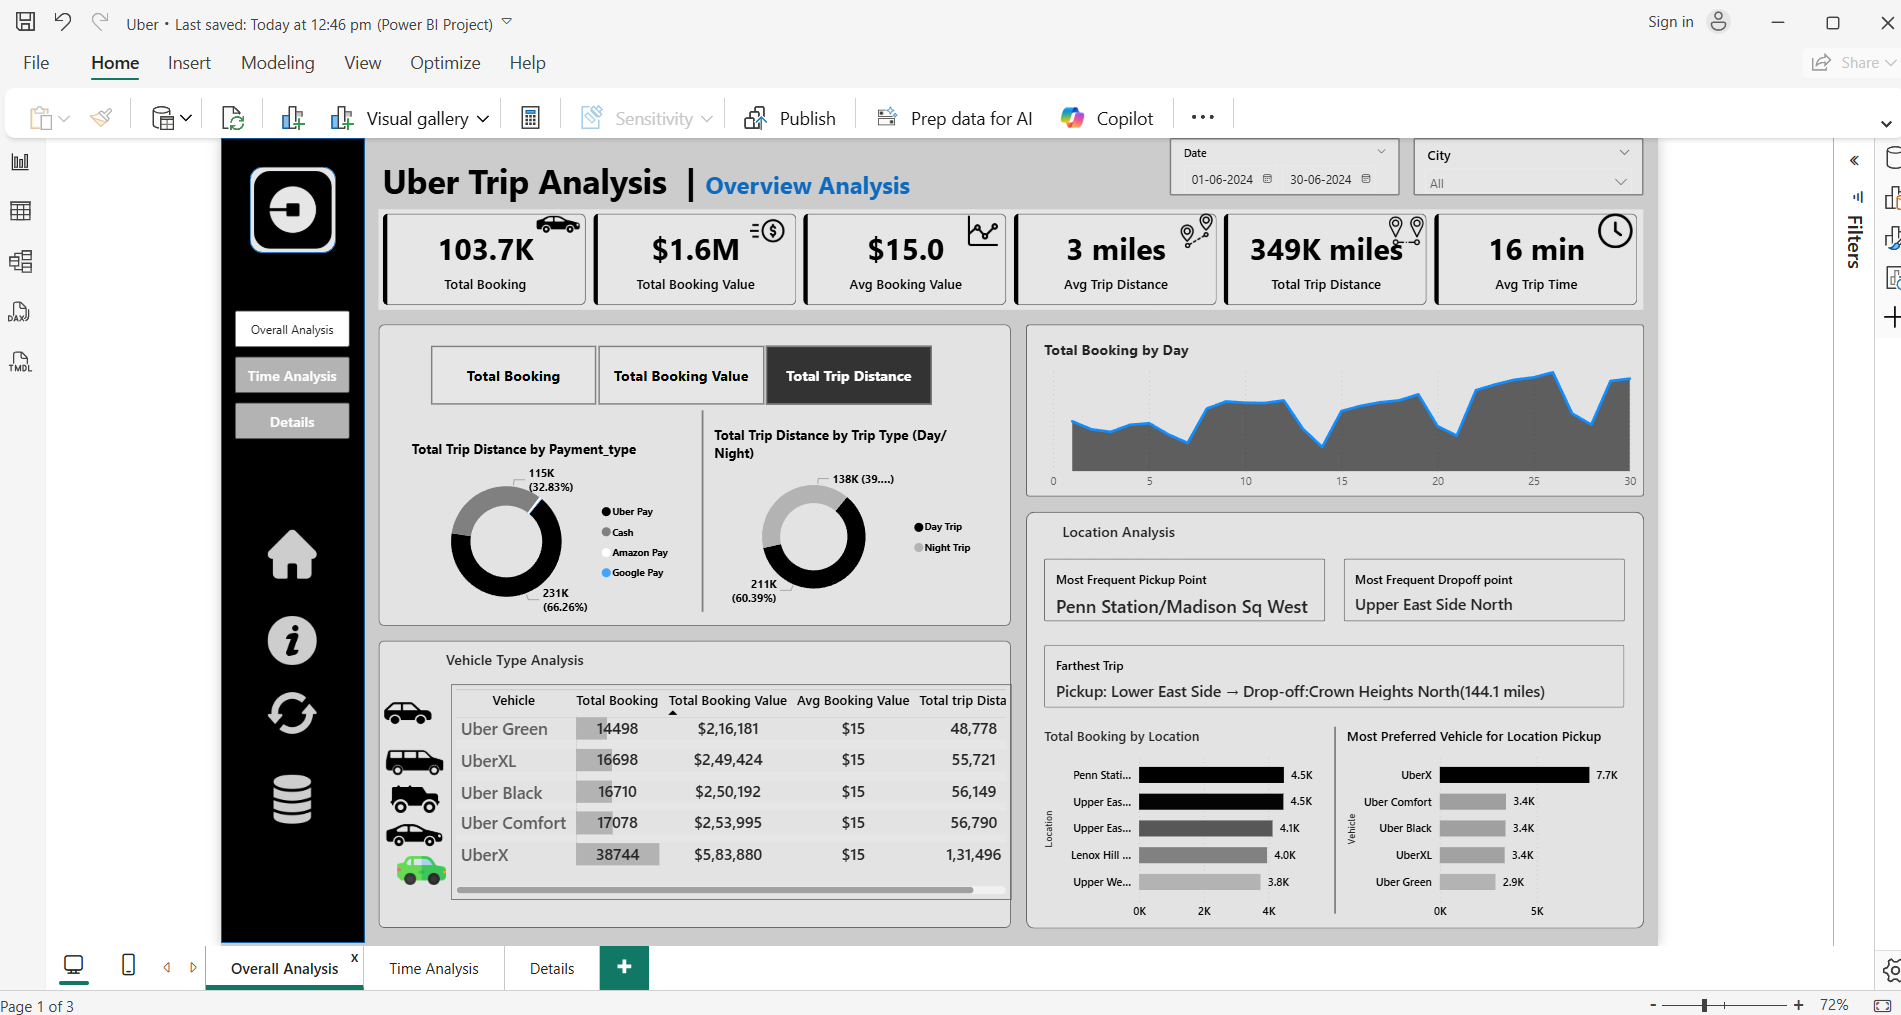 Uber • Last saved: Today at 12:46 pm (Power BI Project)
Sign in
File Home Insert Modeling View Optimize Help
Share
Visual gallery
Sensitivity
Publish
Prep data for AI
Copilot
DAX
TMDL
Uber Trip Analysis | Overview Analysis
Date
01-06-2024 30-06-2024
City
All
Filters
103.7K
Total Booking
$1.6M
Total Booking Value
$15.0
Avg Booking Value
3 miles
Avg Trip Distance
349K miles
Total Trip Distance
16 min
Avg Trip Time
Overall Analysis
Time Analysis
Details
Total Booking Total Booking Value Total Trip Distance
Total Trip Distance by Payment_type
115K
(32.83%)
231K
(66.26%)
Uber Pay
Cash
Amazon Pay
Google Pay
Total Trip Distance by Trip Type (Day/
Night)
138K (39....)
211K
(60.39%)
Day Trip
Night Trip
Total Booking by Day
0 5 10 15 20 25 30
Location Analysis
Most Frequent Pickup Point
Penn Station/Madison Sq West
Most Frequent Dropoff point
Upper East Side North
Farthest Trip
Pickup: Lower East Side → Drop-off:Crown Heights North(144.1 miles)
Vehicle Type Analysis
Vehicle Total Booking Total Booking Value Avg Booking Value Total trip Dista
Uber Green 14498 $2,16,181 $15 48,778
UberXL 16698 $2,49,424 $15 55,721
Uber Black 16710 $2,50,192 $15 56,149
Uber Comfort 17078 $2,53,995 $15 56,790
UberX 38744 $5,83,880 $15 1,31,496
Total Booking by Location
Location
Penn Stati... 4.5K
Upper Eas... 4.5K
Upper Eas... 4.1K
Lenox Hill ... 4.0K
Upper We... 3.8K
0K 2K 4K
Most Preferred Vehicle for Location Pickup
Vehicle
UberX 7.7K
Uber Comfort 3.4K
Uber Black 3.4K
UberXL 3.4K
Uber Green 2.9K
0K 5K
Overall Analysis x
Time Analysis
Details
Page 1 of 3
72%